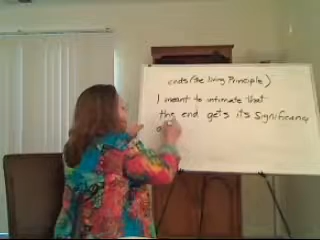 ends (the living Principle)
I meant to intimate that
the end gets its Significance